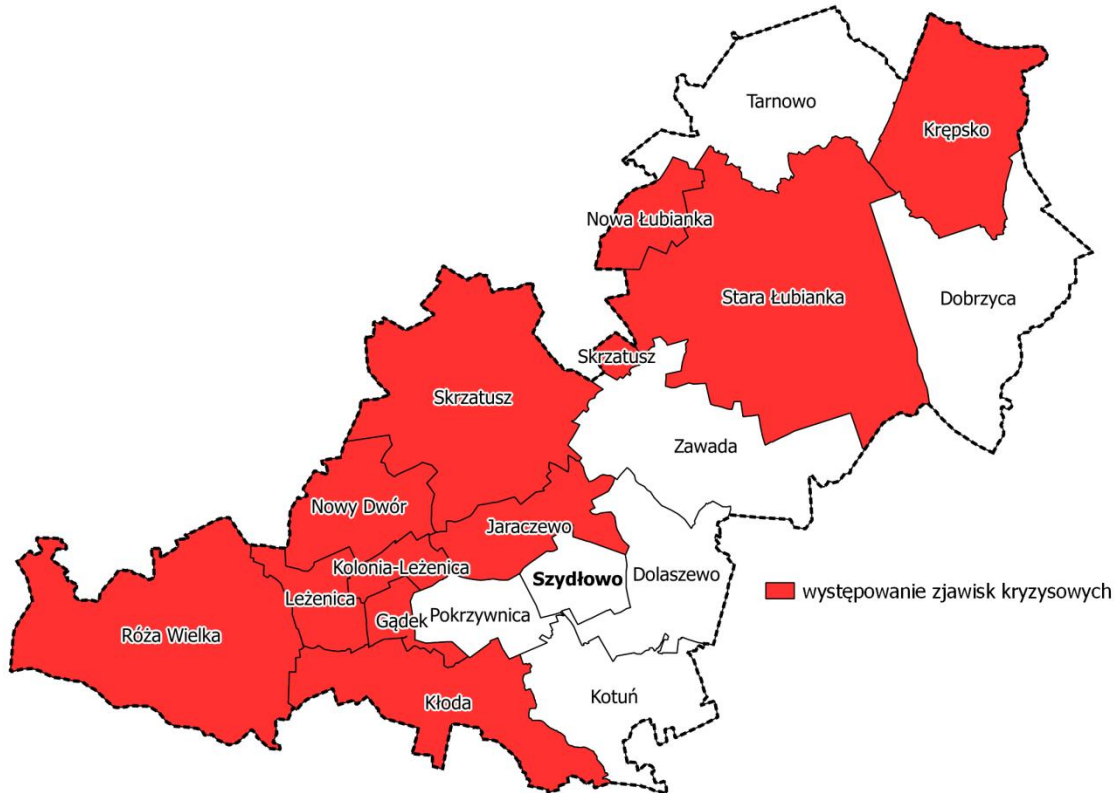 Tarnowo
Krępsko
Nowa Łubianka
Stara Łubianka
Dobrzyca
Skrzatusz
Skrzatusz
Zawada
Nowy Dwór
Jaraczewo
Kolonia-Leżenica
Szydłowo
Dolaszewo
Leżenica
występowanie zjawisk kryzysowych
Gądek
Pokrzywnica
Róża Wielka
Kłoda
Kotuń